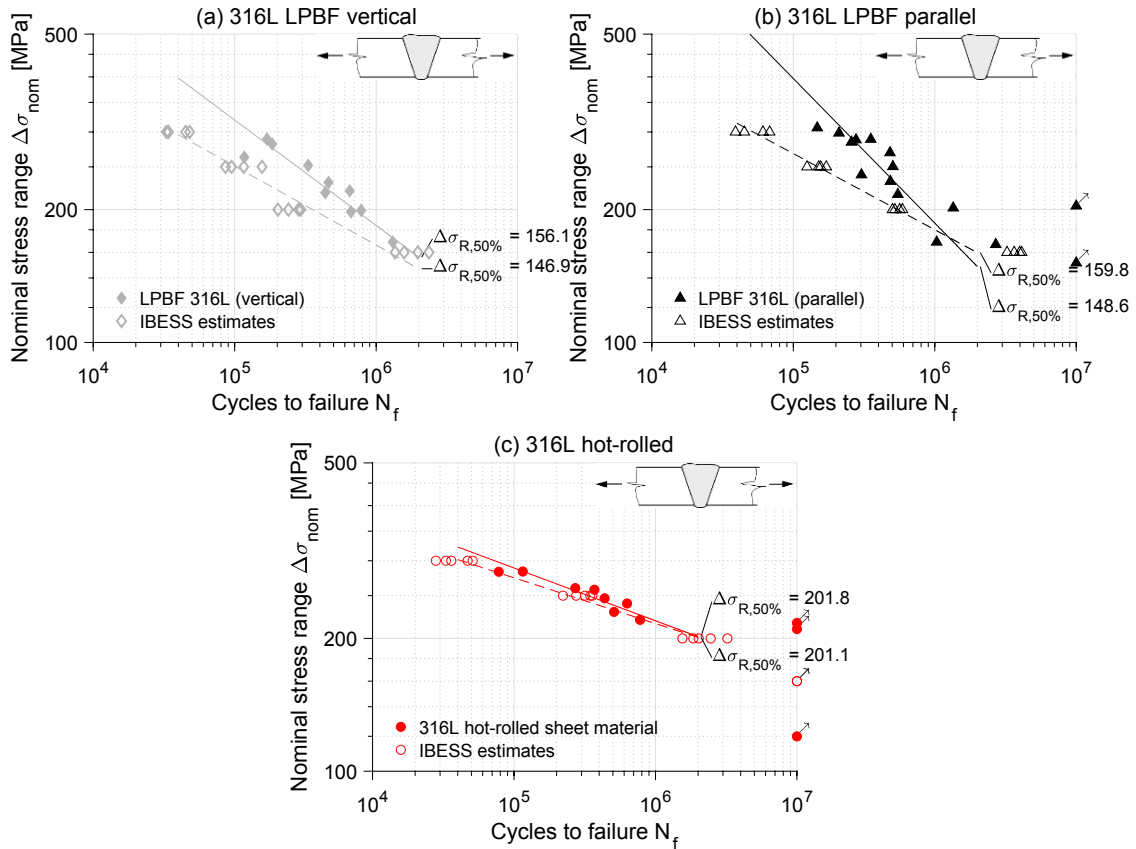 (a) 316L LPBF vertical
Nominal stress range Δσnom [MPa]
500
200
100
ΔσR,50% = 156.1
ΔσR,50% = 146.9
LPBF 316L (vertical)
IBESS estimates
10^4 10^5 10^6 10^7
Cycles to failure Nf
(b) 316L LPBF parallel
Nominal stress range Δσnom [MPa]
500
200
100
ΔσR,50% = 159.8
ΔσR,50% = 148.6
LPBF 316L (parallel)
IBESS estimates
10^4 10^5 10^6 10^7
Cycles to failure Nf
(c) 316L hot-rolled
Nominal stress range Δσnom [MPa]
500
200
100
ΔσR,50% = 201.8
ΔσR,50% = 201.1
316L hot-rolled sheet material
IBESS estimates
10^4 10^5 10^6 10^7
Cycles to failure Nf